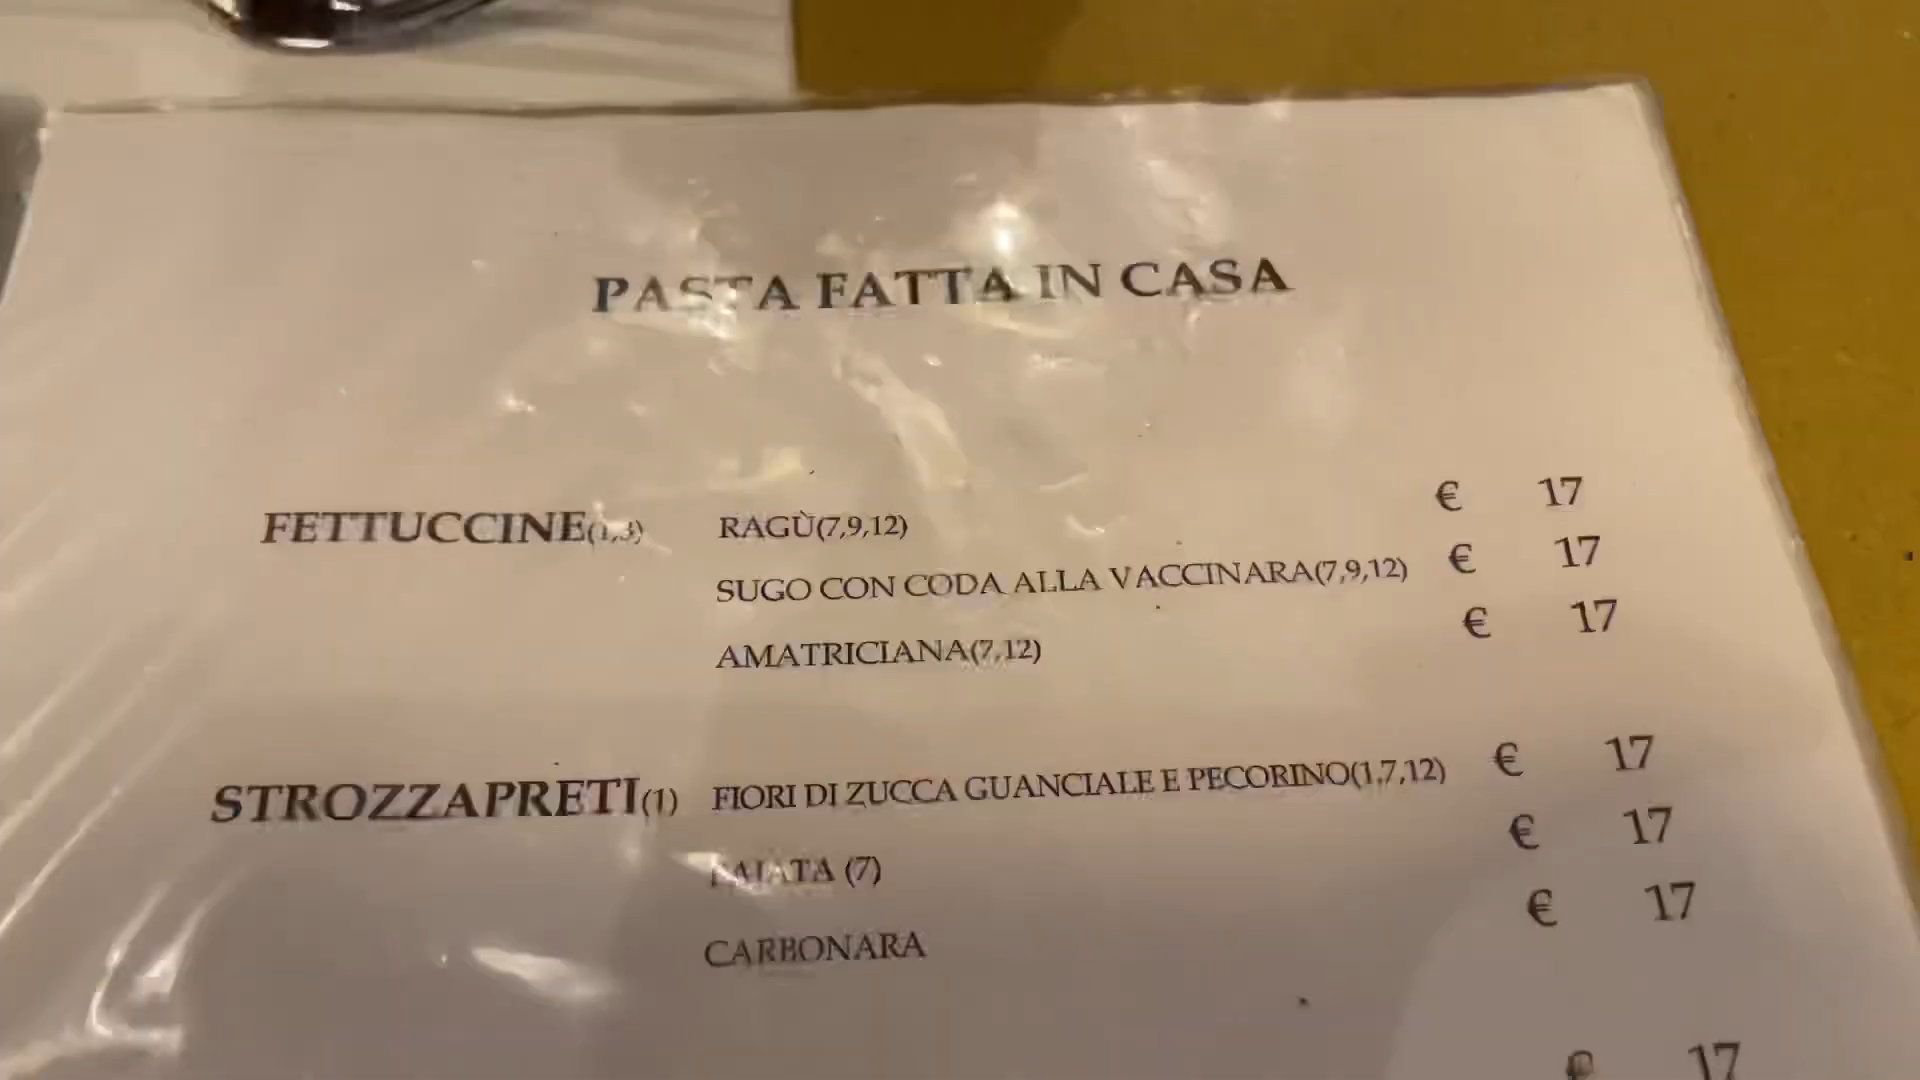 PASTA FATTA IN CASA
FETTUCCINE(1,3) RAGÙ(7,9,12) € 17
SUGO CON CODA ALLA VACCINARA(7,9,12) € 17
AMATRICIANA(7,12) € 17
STROZZAPRETI(1) FIORI DI ZUCCA GUANCIALE E PECORINO(1,7,12) € 17
PAIATA (7) € 17
CARBONARA € 17
€ 17